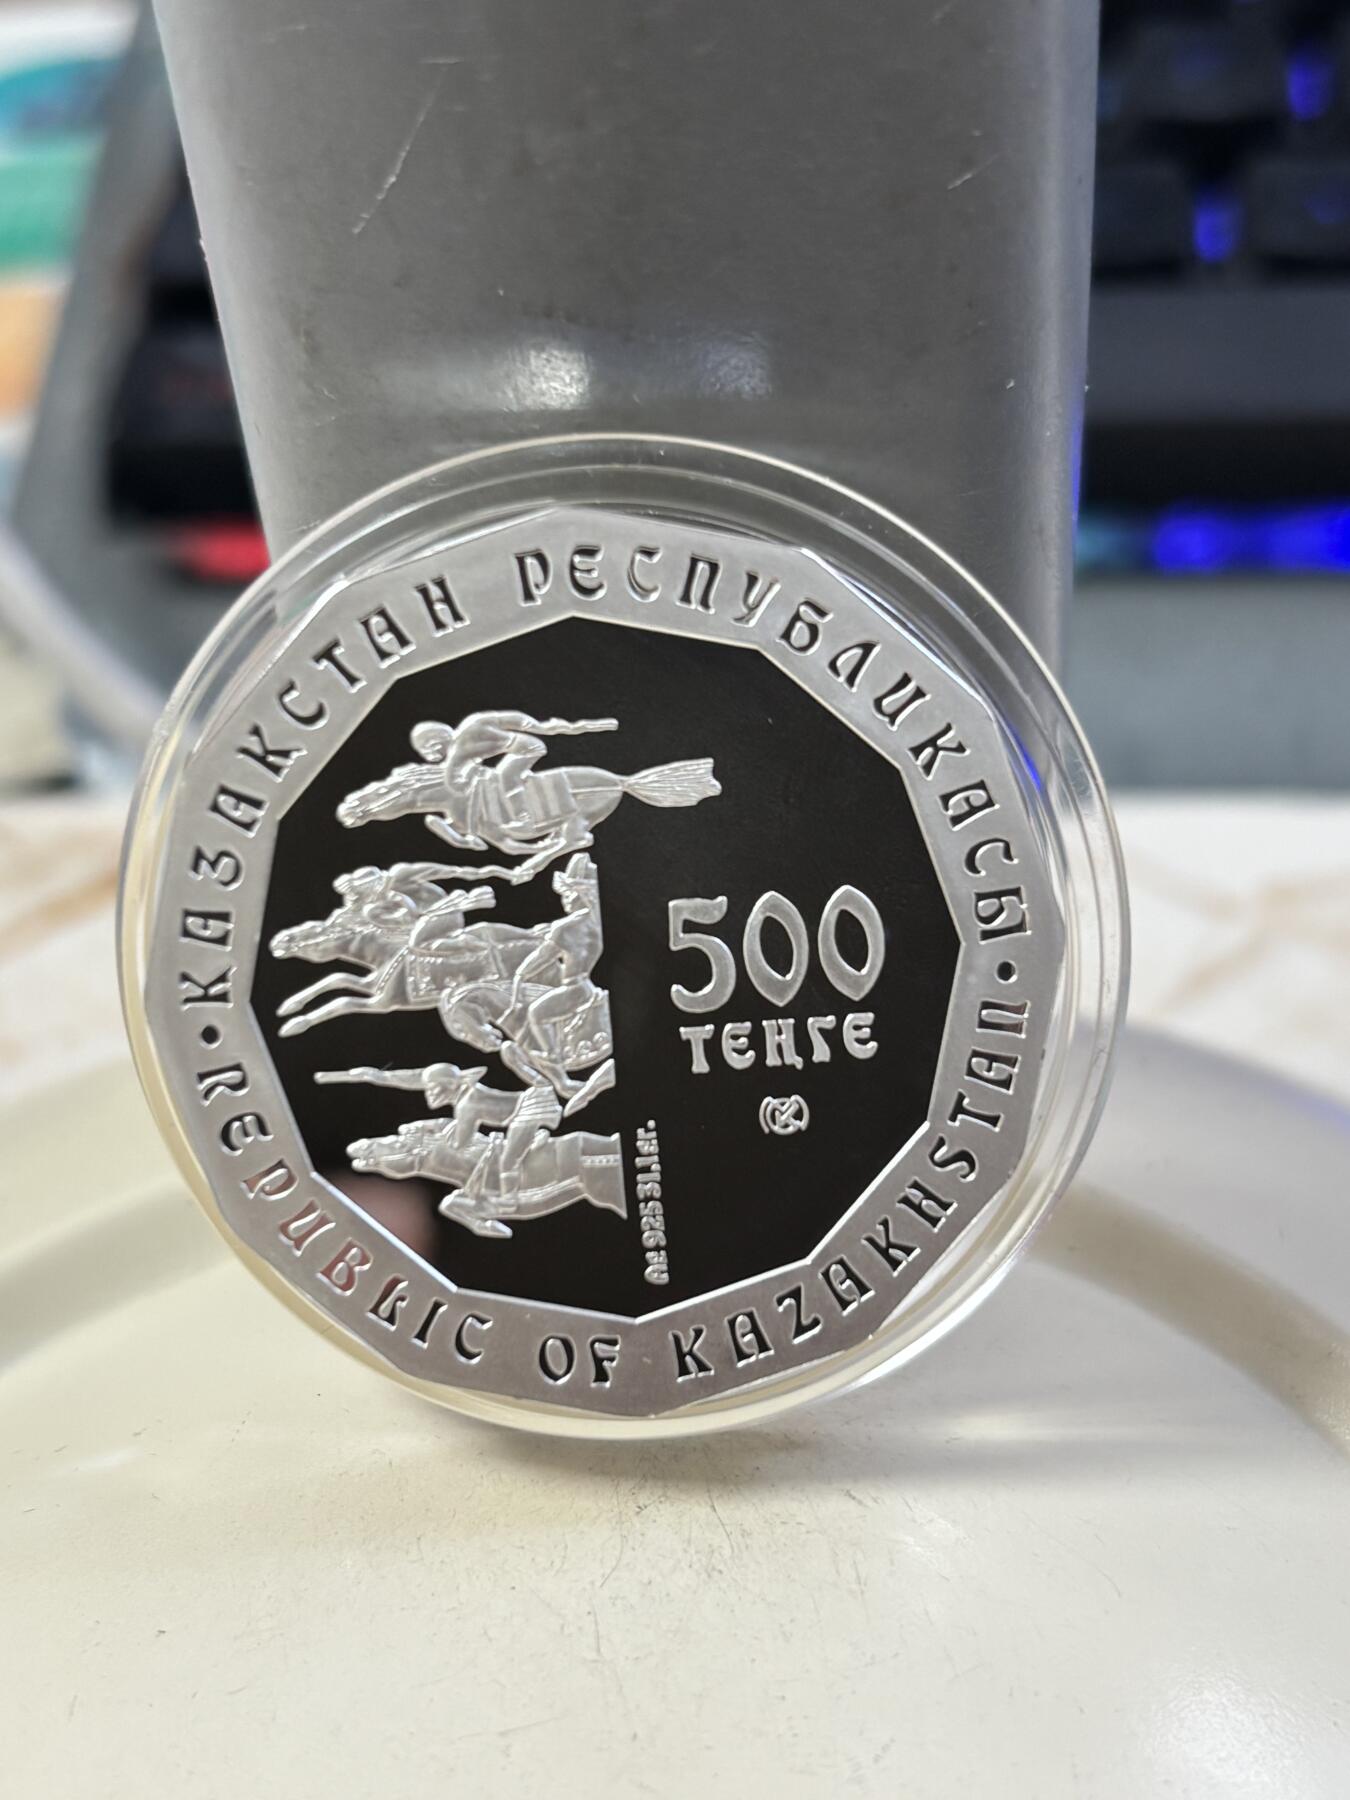 ҚАЗАҚСТАН РЕСПУБЛИКАСЫ
500
ТЕҢГЕ
Ag 925 31.1 gr.
REPUBLIC OF KAZAKHSTAN